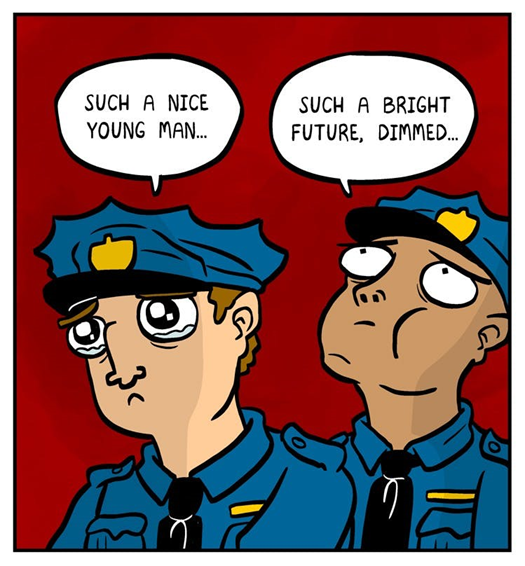 SUCH A NICE
YOUNG MAN...
SUCH A BRIGHT
FUTURE, DIMMED...